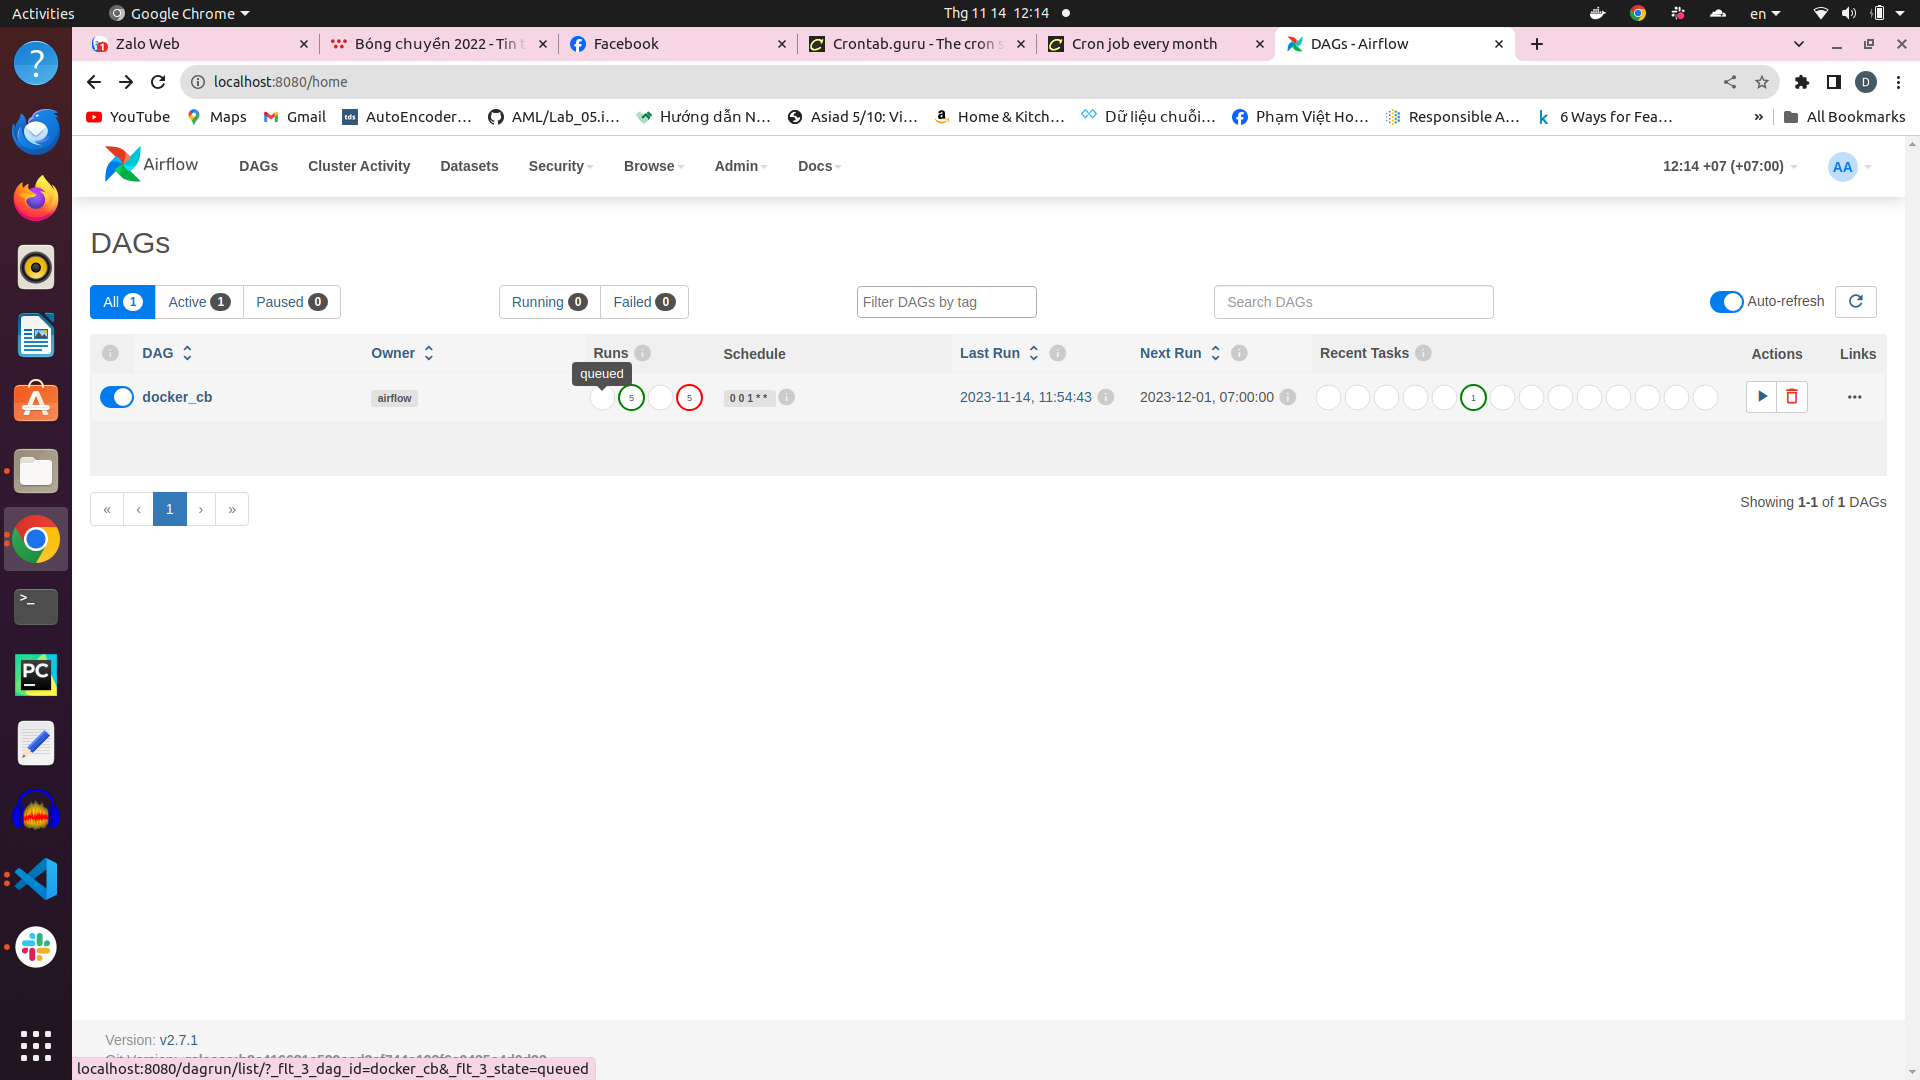 Activities
Google Chrome
Thg 11 14 12:14
en
Zalo Web
Bóng chuyền 2022 - Tin t
Facebook
Crontab.guru - The cron s
Cron job every month
DAGs - Airflow
localhost:8080/home
D
YouTube
Maps
Gmail
AutoEncoder…
AML/Lab_05.i…
Hướng dẫn N…
Asiad 5/10: Vi…
Home & Kitch…
Dữ liệu chuỗi…
Phạm Việt Ho…
Responsible A…
6 Ways for Fea…
»
All Bookmarks
Airflow
DAGs
Cluster Activity
Datasets
Security
Browse
Admin
Docs
12:14 +07 (+07:00)
AA
DAGs
All 1
Active 1
Paused 0
Running 0
Failed 0
Filter DAGs by tag
Search DAGs
Auto-refresh
DAG
Owner
Runs
Schedule
Last Run
Next Run
Recent Tasks
Actions
Links
queued
docker_cb
airflow
5
5
0 0 1 * *
2023-11-14, 11:54:43
2023-12-01, 07:00:00
1
« ‹ 1 › »
Showing 1-1 of 1 DAGs
Version: v2.7.1
localhost:8080/dagrun/list/?_flt_3_dag_id=docker_cb&_flt_3_state=queued